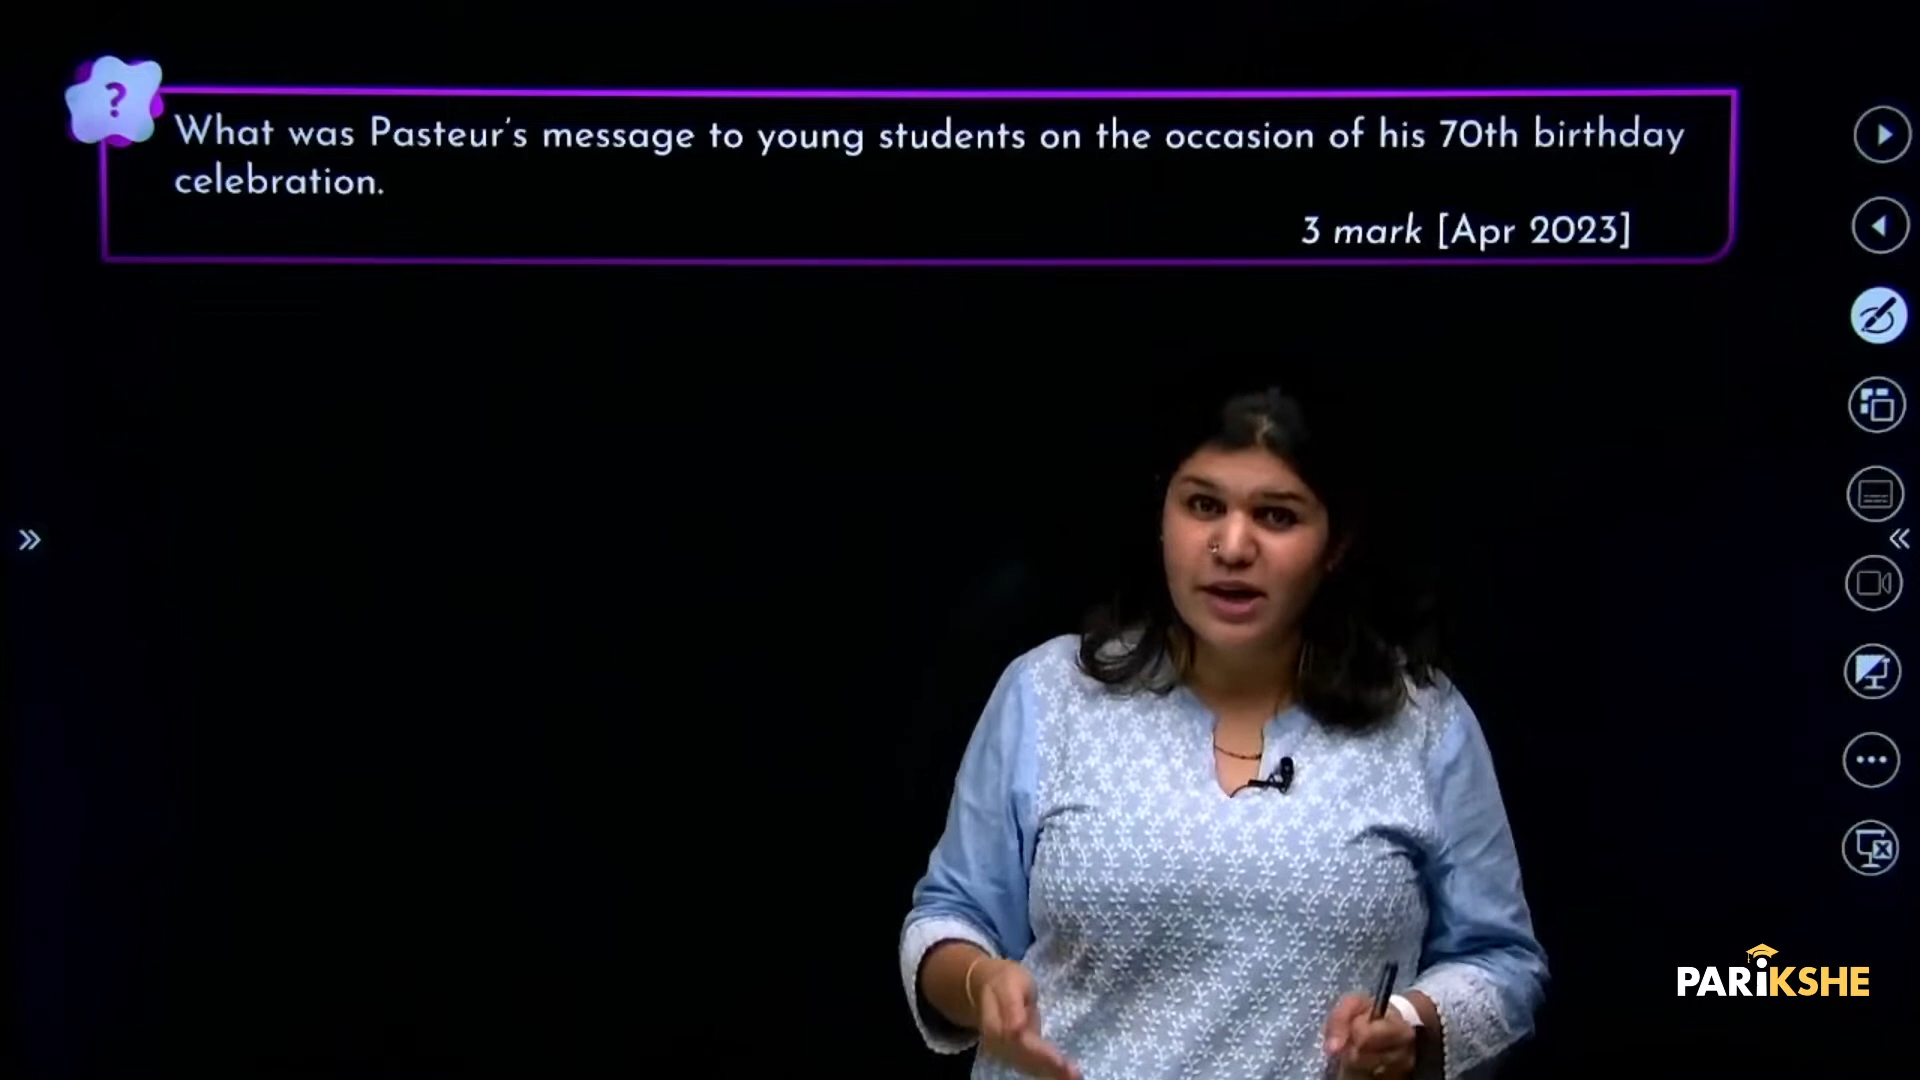 ?
What was Pasteur's message to young students on the occasion of his 70th birthday
celebration.
3 mark [Apr 2023]
PARiKSHE